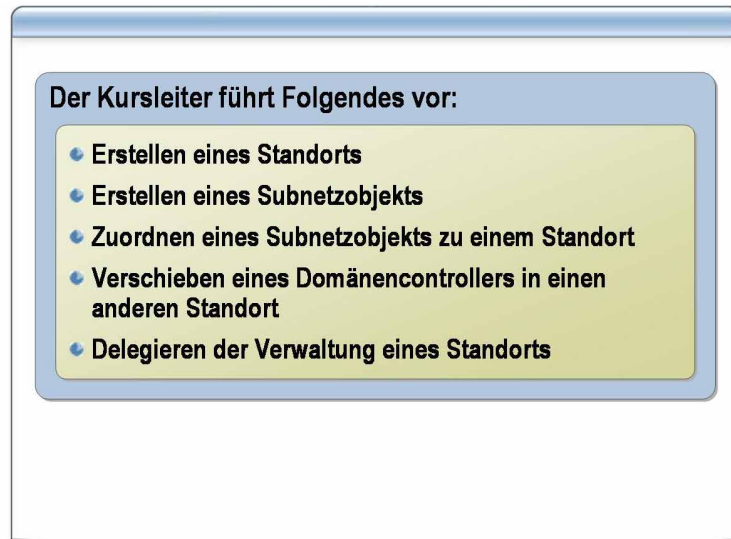 Der Kursleiter führt Folgendes vor:
Erstellen eines Standorts
Erstellen eines Subnetzobjekts
Zuordnen eines Subnetzobjekts zu einem Standort
Verschieben eines Domänencontrollers in einen
anderen Standort
Delegieren der Verwaltung eines Standorts